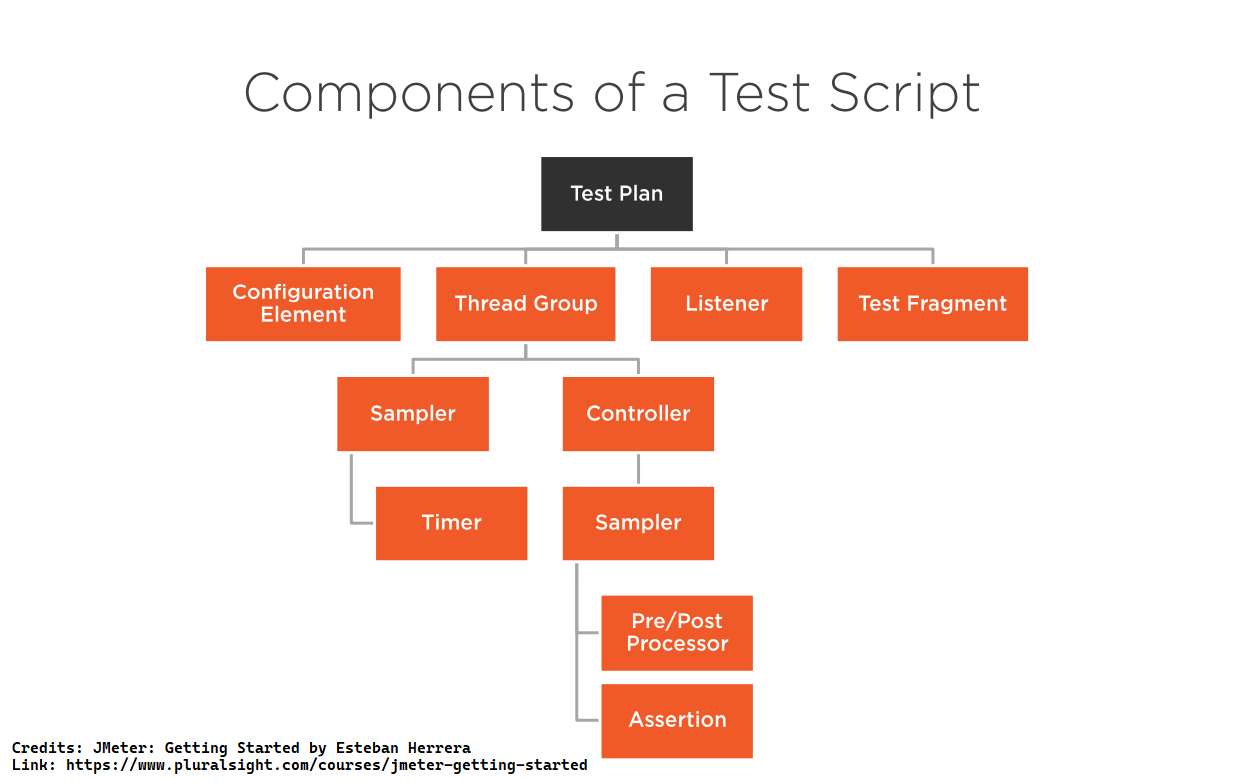 Components of a Test Script
Test Plan
Configuration
Element
Thread Group
Listener
Test Fragment
Sampler
Controller
Timer
Sampler
Pre/Post
Processor
Assertion
Credits: JMeter: Getting Started by Esteban Herrera
Link: https://www.pluralsight.com/courses/jmeter-getting-started